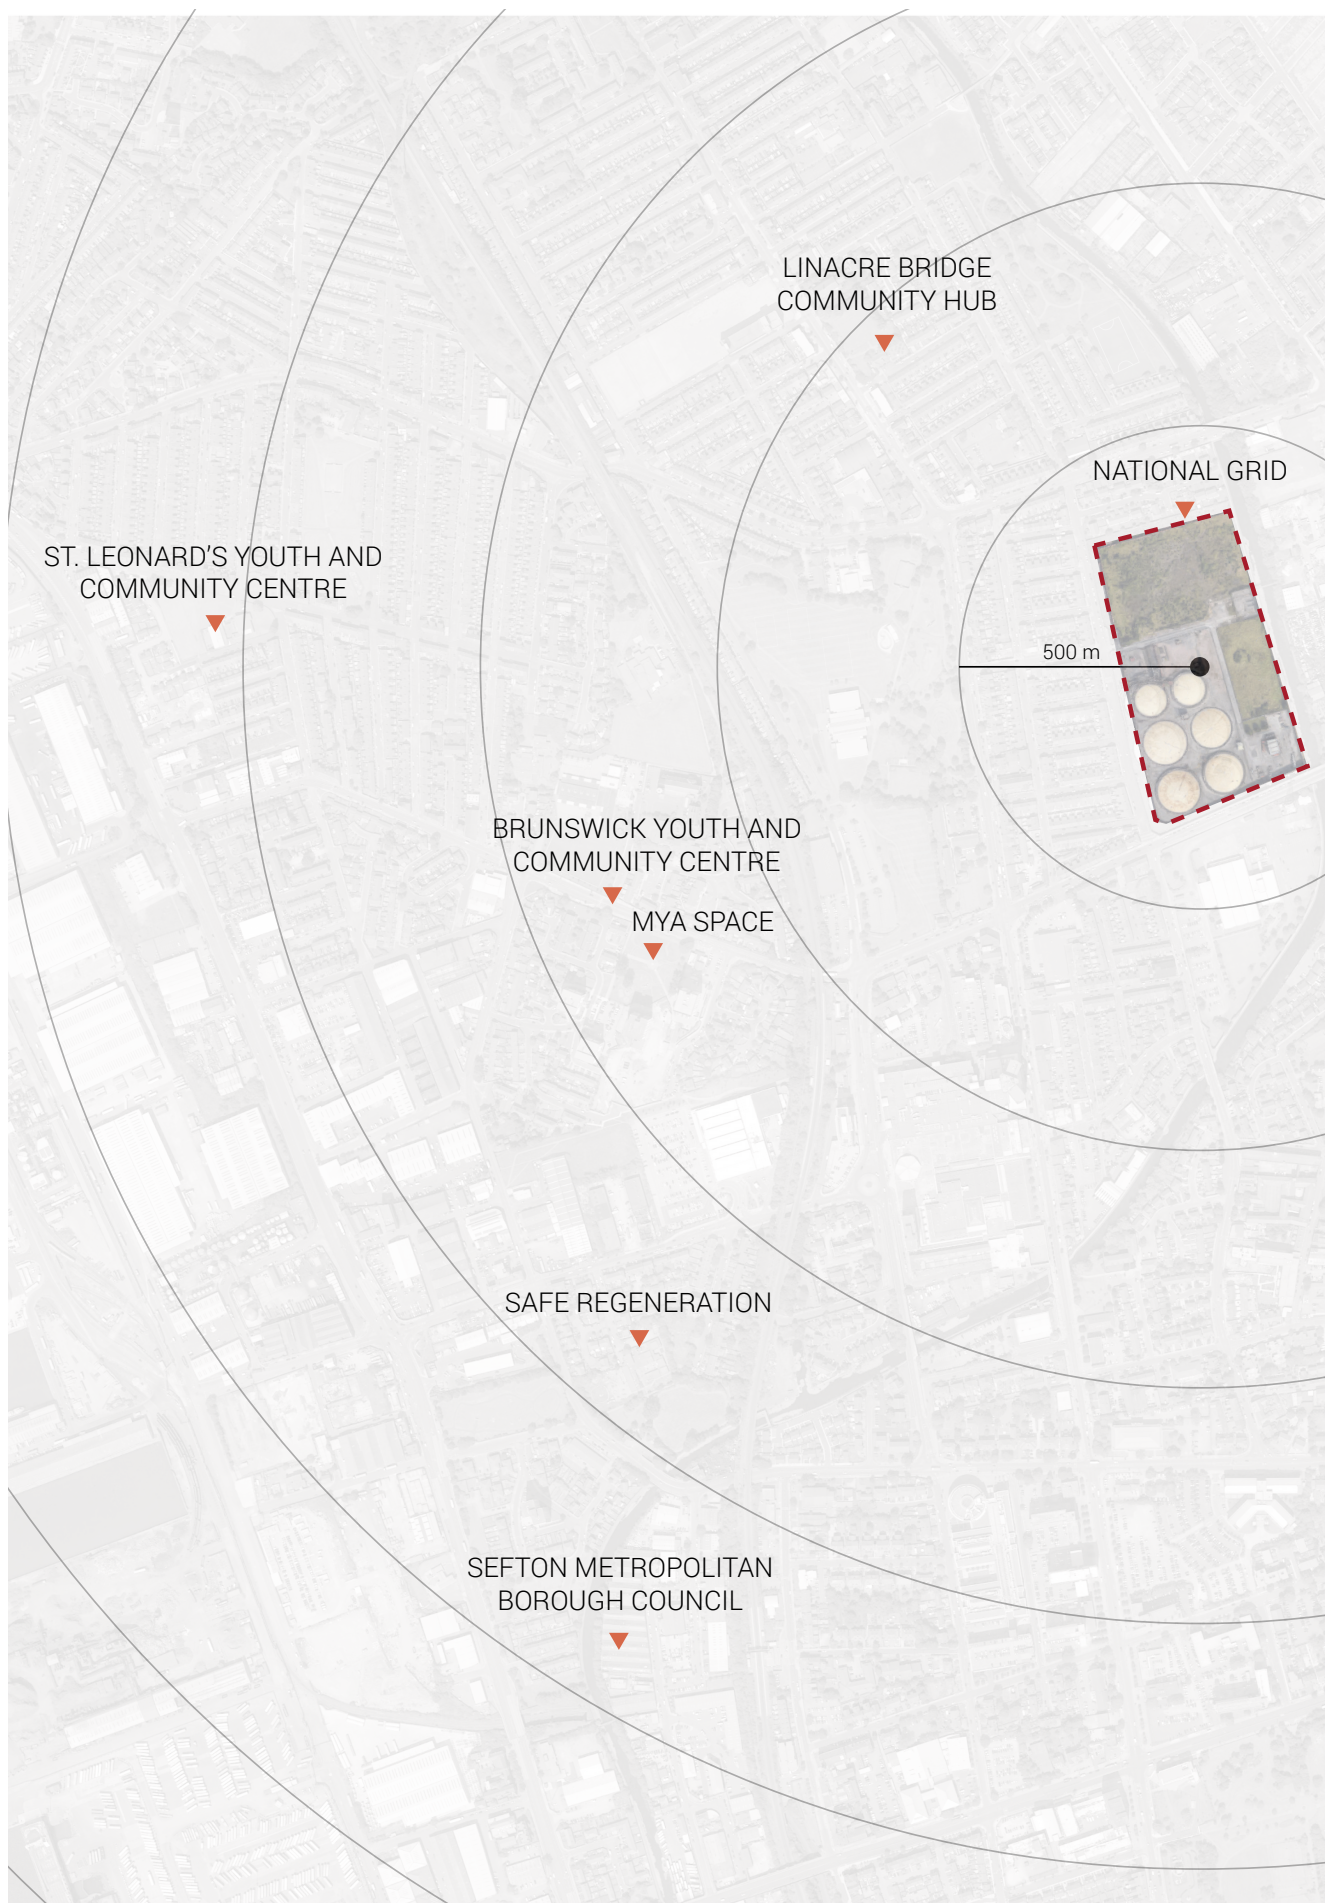 LINACRE BRIDGE
COMMUNITY HUB
NATIONAL GRID
ST. LEONARD'S YOUTH AND
COMMUNITY CENTRE
500 m
BRUNSWICK YOUTH AND
COMMUNITY CENTRE
MYA SPACE
SAFE REGENERATION
SEFTON METROPOLITAN
BOROUGH COUNCIL